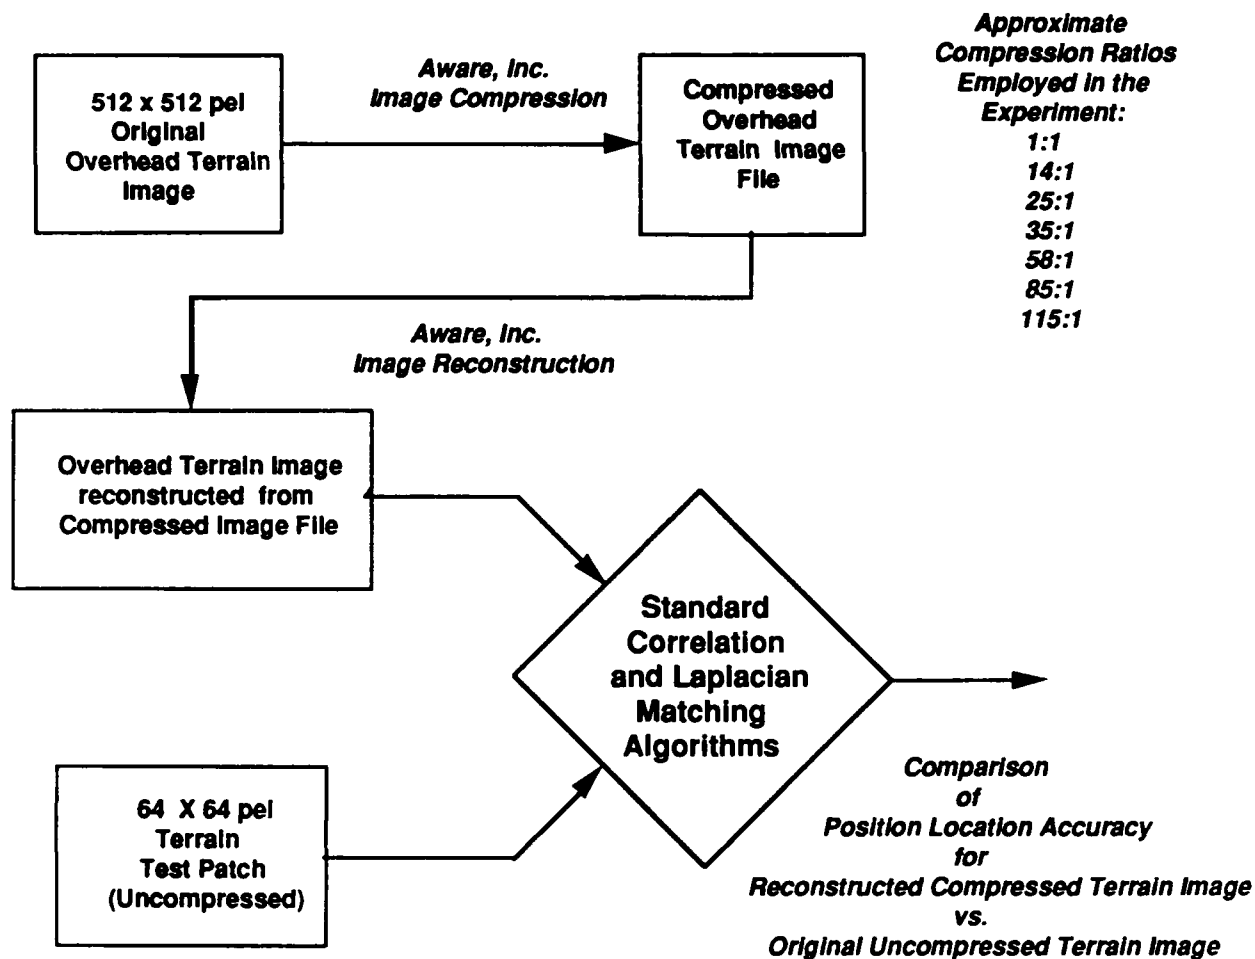 512 x 512 pel
Original
Overhead Terrain
Image
Aware, Inc.
Image Compression
Compressed
Overhead
Terrain Image
File
Approximate
Compression Ratios
Employed in the
Experiment:
1:1
14:1
25:1
35:1
58:1
85:1
115:1
Aware, Inc.
Image Reconstruction
Overhead Terrain Image
reconstructed from
Compressed Image File
Standard
Correlation
and Laplacian
Matching
Algorithms
64 X 64 pel
Terrain
Test Patch
(Uncompressed)
Comparison
of
Position Location Accuracy
for
Reconstructed Compressed Terrain Image
vs.
Original Uncompressed Terrain Image